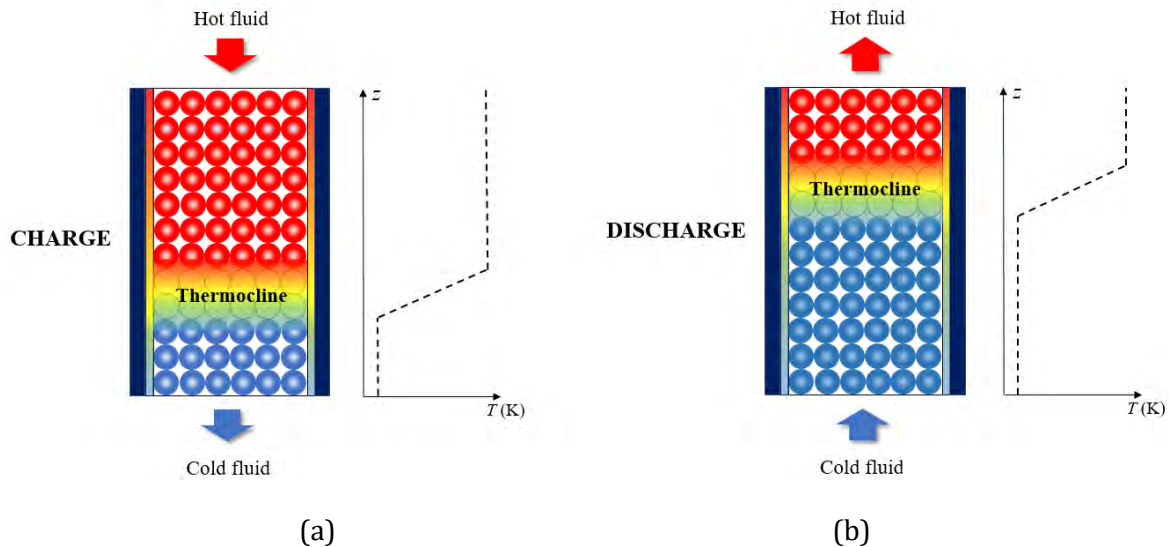 Hot fluid
z
CHARGE
Thermocline
T (K)
Cold fluid
(a)
Hot fluid
z
DISCHARGE
Thermocline
T (K)
Cold fluid
(b)